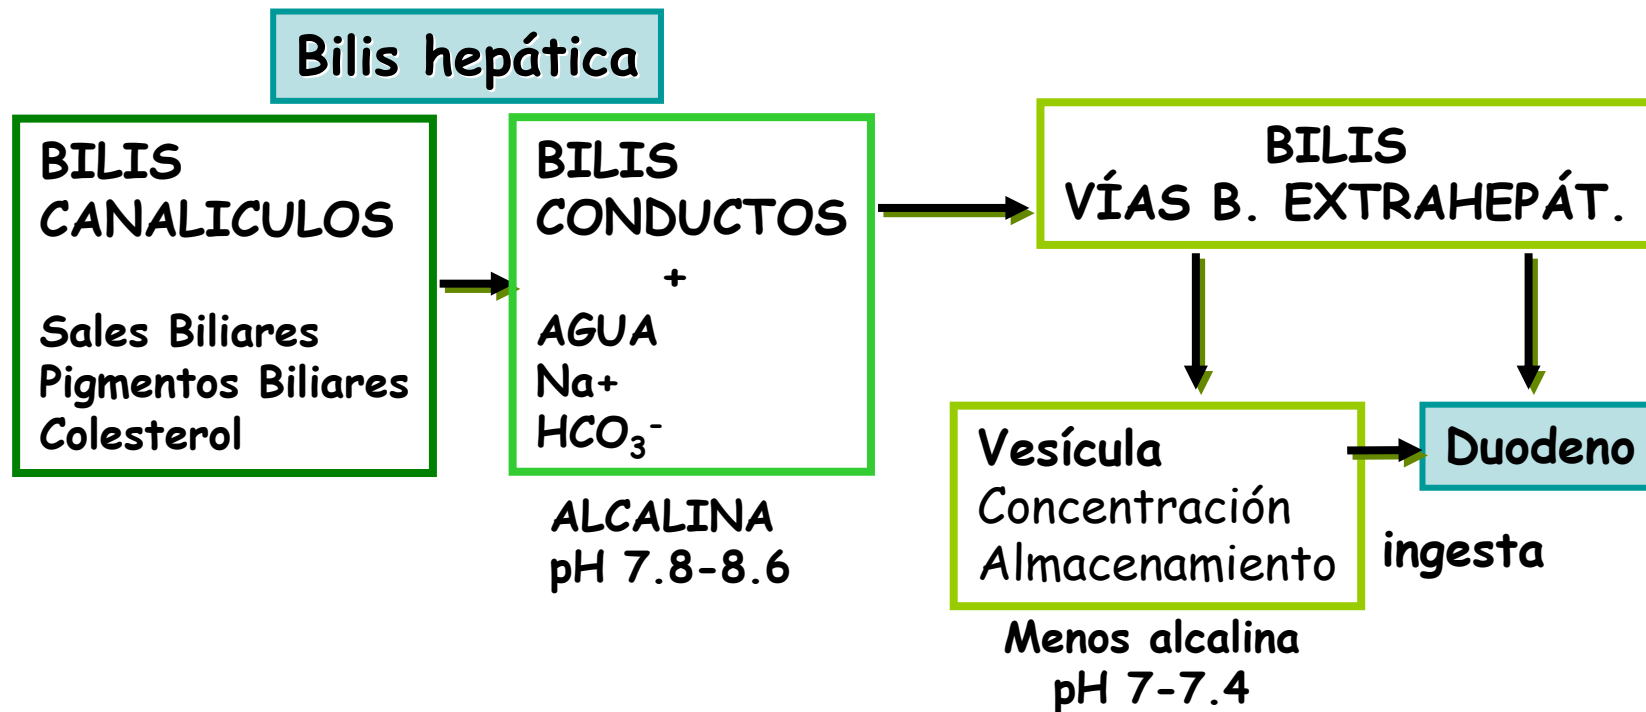 Bilis hepática
BILIS
CANALICULOS
Sales Biliares
Pigmentos Biliares
Colesterol
BILIS
CONDUCTOS
+
AGUA
Na+
HCO₃⁻
ALCALINA
pH 7.8-8.6
BILIS
VÍAS B. EXTRAHEPÁT.
Vesícula
Concentración
Almacenamiento
Menos alcalina
pH 7-7.4
ingesta
Duodeno